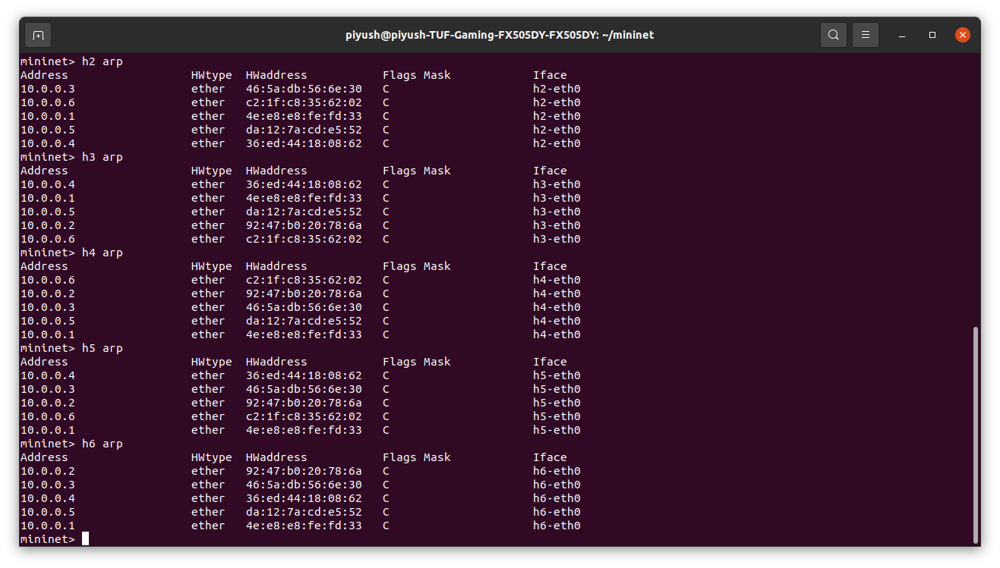 piyush@piyush-TUF-Gaming-FX505DY-FX505DY: ~/mininet
mininet> h2 arp
Address                  HWtype  HWaddress           Flags Mask            Iface
10.0.0.3                 ether   46:5a:db:56:6e:30   C                     h2-eth0
10.0.0.6                 ether   c2:1f:c8:35:62:02   C                     h2-eth0
10.0.0.1                 ether   4e:e8:e8:fe:fd:33   C                     h2-eth0
10.0.0.5                 ether   da:12:7a:cd:e5:52   C                     h2-eth0
10.0.0.4                 ether   36:ed:44:18:08:62   C                     h2-eth0
mininet> h3 arp
Address                  HWtype  HWaddress           Flags Mask            Iface
10.0.0.4                 ether   36:ed:44:18:08:62   C                     h3-eth0
10.0.0.1                 ether   4e:e8:e8:fe:fd:33   C                     h3-eth0
10.0.0.5                 ether   da:12:7a:cd:e5:52   C                     h3-eth0
10.0.0.2                 ether   92:47:b0:20:78:6a   C                     h3-eth0
10.0.0.6                 ether   c2:1f:c8:35:62:02   C                     h3-eth0
mininet> h4 arp
Address                  HWtype  HWaddress           Flags Mask            Iface
10.0.0.6                 ether   c2:1f:c8:35:62:02   C                     h4-eth0
10.0.0.2                 ether   92:47:b0:20:78:6a   C                     h4-eth0
10.0.0.3                 ether   46:5a:db:56:6e:30   C                     h4-eth0
10.0.0.5                 ether   da:12:7a:cd:e5:52   C                     h4-eth0
10.0.0.1                 ether   4e:e8:e8:fe:fd:33   C                     h4-eth0
mininet> h5 arp
Address                  HWtype  HWaddress           Flags Mask            Iface
10.0.0.4                 ether   36:ed:44:18:08:62   C                     h5-eth0
10.0.0.3                 ether   46:5a:db:56:6e:30   C                     h5-eth0
10.0.0.2                 ether   92:47:b0:20:78:6a   C                     h5-eth0
10.0.0.6                 ether   c2:1f:c8:35:62:02   C                     h5-eth0
10.0.0.1                 ether   4e:e8:e8:fe:fd:33   C                     h5-eth0
mininet> h6 arp
Address                  HWtype  HWaddress           Flags Mask            Iface
10.0.0.2                 ether   92:47:b0:20:78:6a   C                     h6-eth0
10.0.0.3                 ether   46:5a:db:56:6e:30   C                     h6-eth0
10.0.0.4                 ether   36:ed:44:18:08:62   C                     h6-eth0
10.0.0.5                 ether   da:12:7a:cd:e5:52   C                     h6-eth0
10.0.0.1                 ether   4e:e8:e8:fe:fd:33   C                     h6-eth0
mininet>